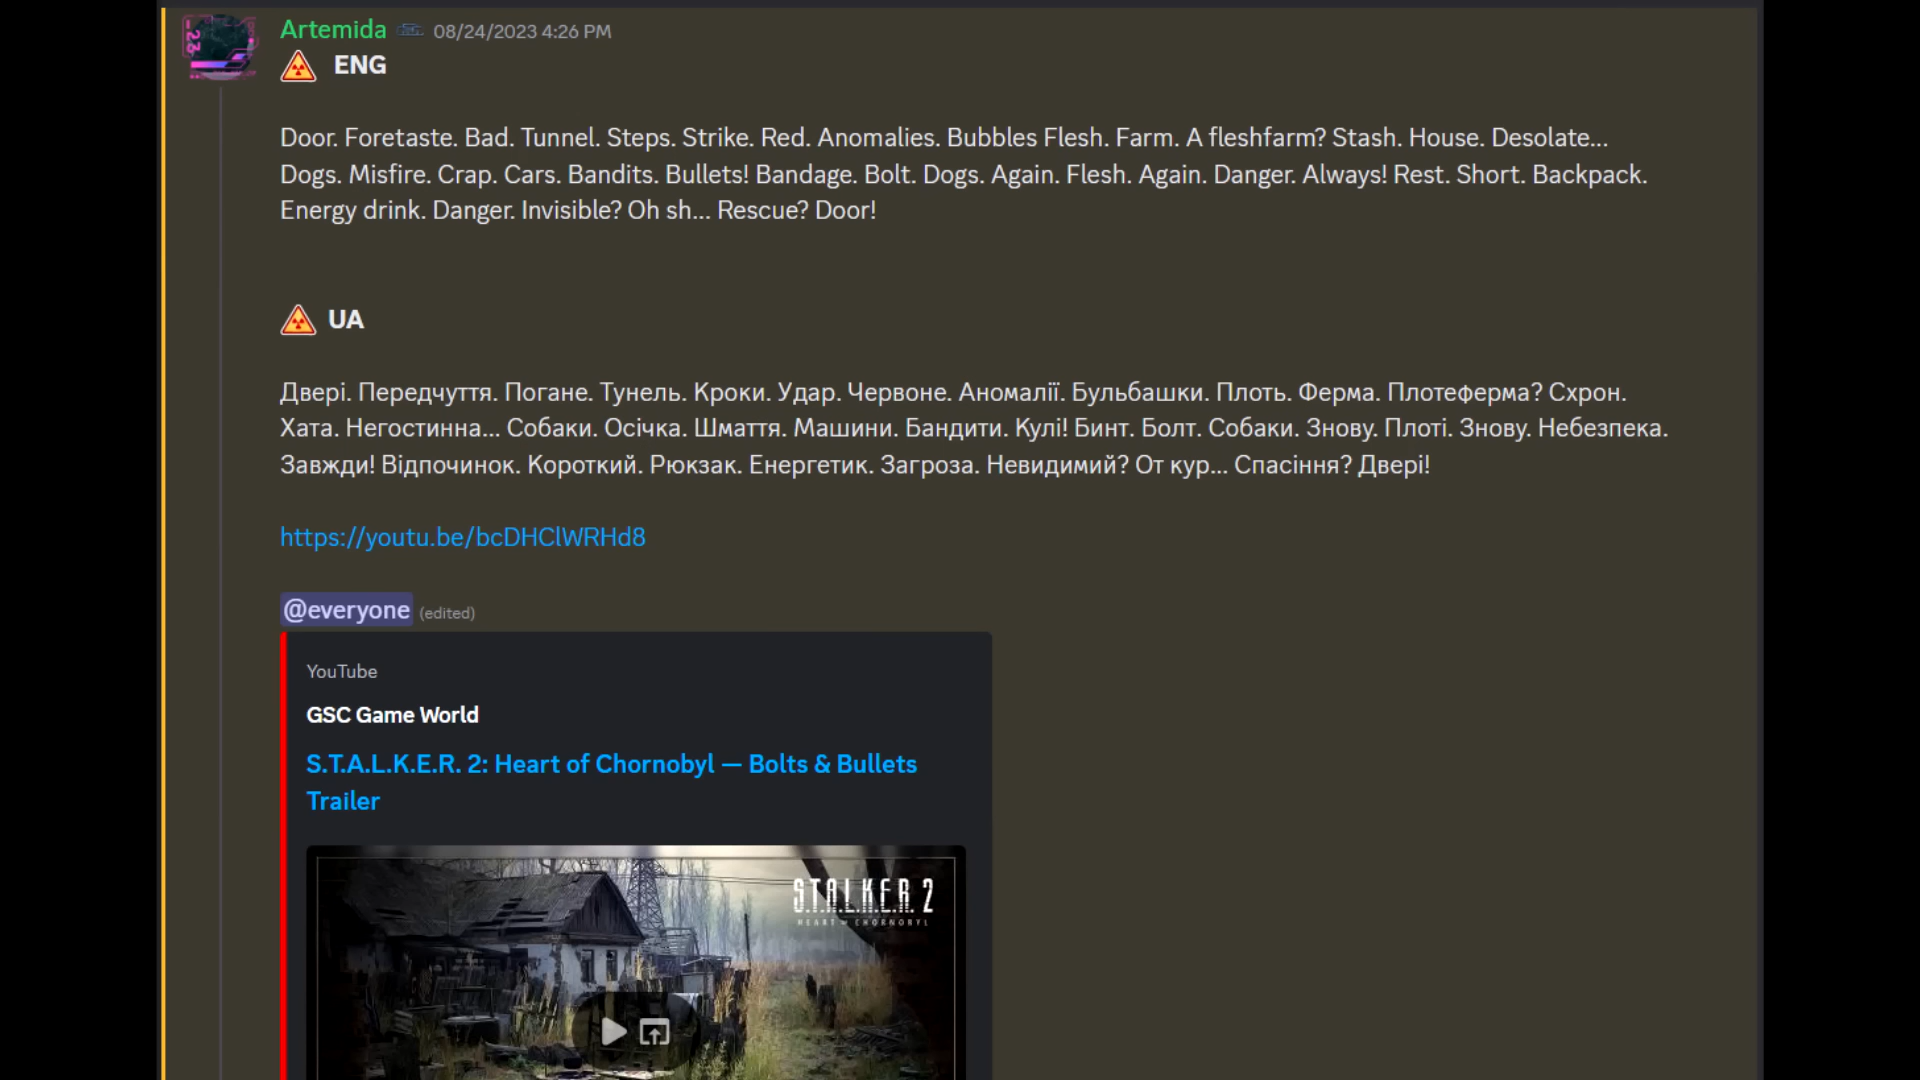 Artemida 08/24/2023 4:26 PM
ENG
Door. Foretaste. Bad. Tunnel. Steps. Strike. Red. Anomalies. Bubbles Flesh. Farm. A fleshfarm? Stash. House. Desolate...
Dogs. Misfire. Crap. Cars. Bandits. Bullets! Bandage. Bolt. Dogs. Again. Flesh. Again. Danger. Always! Rest. Short. Backpack.
Energy drink. Danger. Invisible? Oh sh... Rescue? Door!
UA
Двері. Передчуття. Погане. Тунель. Кроки. Удар. Червоне. Аномалії. Бульбашки. Плоть. Ферма. Плотеферма? Схрон.
Хата. Негостинна... Собаки. Осічка. Шмаття. Машини. Бандити. Кулі! Бинт. Болт. Собаки. Знову. Плоті. Знову. Небезпека.
Завжди! Відпочинок. Короткий. Рюкзак. Енергетик. Загроза. Невидимий? От кур... Спасіння? Двері!
https://youtu.be/bcDHClWRHd8
@everyone (edited)
YouTube
GSC Game World
S.T.A.L.K.E.R. 2: Heart of Chornobyl — Bolts & Bullets
Trailer
S.T.A.L.K.E.R. 2
HEART OF CHORNOBYL